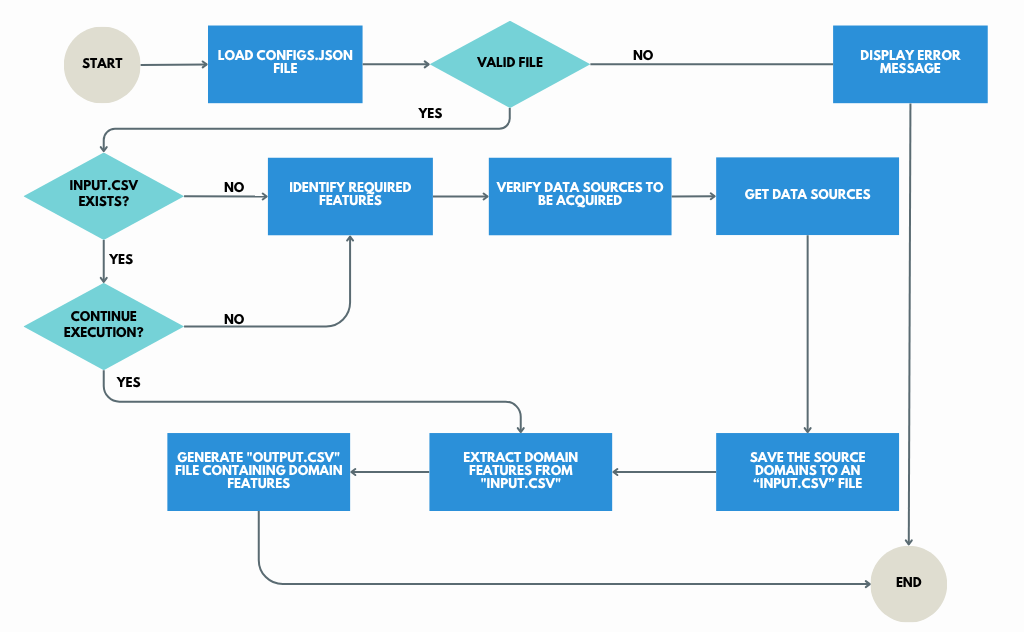 START
LOAD CONFIGS.JSON
FILE
VALID FILE
NO
DISPLAY ERROR
MESSAGE
YES
INPUT.CSV
EXISTS?
NO
IDENTIFY REQUIRED
FEATURES
VERIFY DATA SOURCES TO
BE ACQUIRED
GET DATA SOURCES
YES
CONTINUE
EXECUTION?
NO
YES
GENERATE "OUTPUT.CSV"
FILE CONTAINING DOMAIN
FEATURES
EXTRACT DOMAIN
FEATURES FROM
"INPUT.CSV"
SAVE THE SOURCE
DOMAINS TO AN
“INPUT.CSV” FILE
END